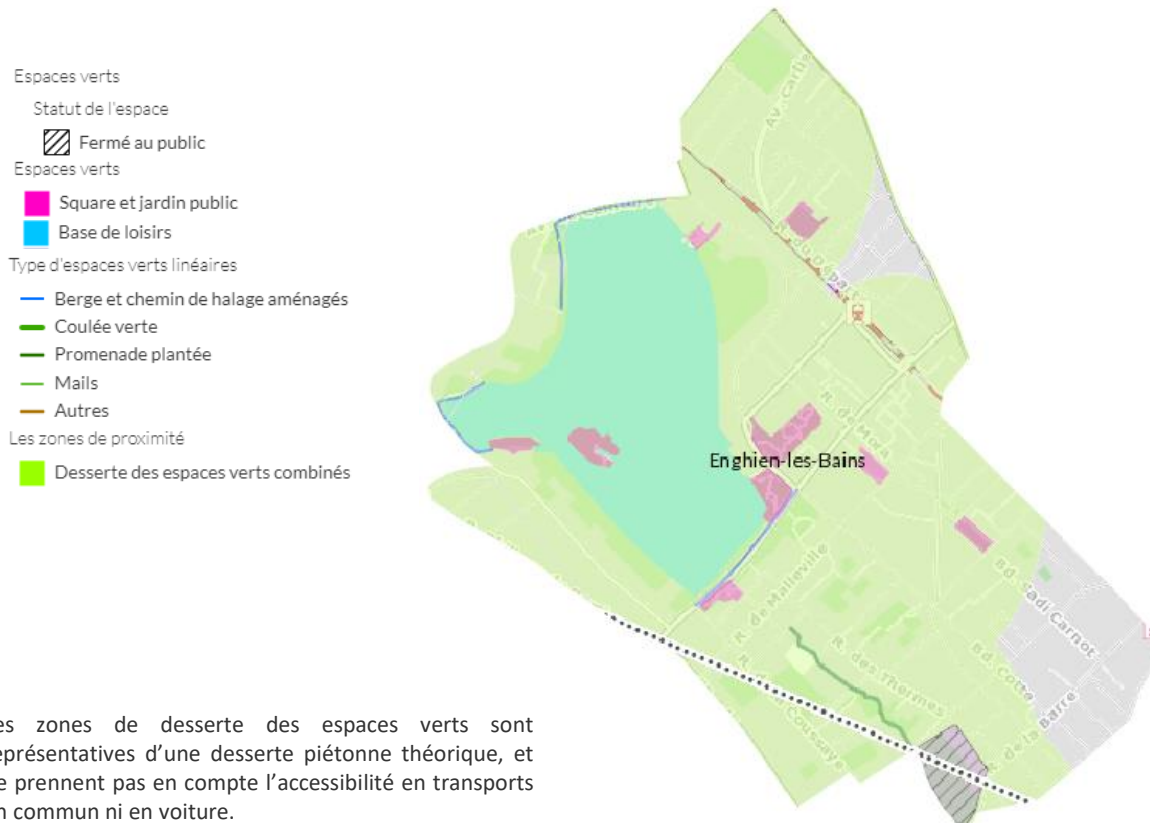 Espaces verts
Statut de l'espace
Fermé au public
Espaces verts
Square et jardin public
Base de loisirs
Type d'espaces verts linéaires
Berge et chemin de halage aménagés
Coulée verte
Promenade plantée
Mails
Autres
Les zones de proximité
Desserte des espaces verts combinés
Av. Carlie
R. du Départ
R. de Mora
Enghien-les-Bains
R. de Malleville
Bd. Sadi Carnot
R. des Thermes
Bd. Cotte
R. de la Barre
Coussaye
es zones de desserte des espaces verts sont
eprésentatives d'une desserte piétonne théorique, et
e prennent pas en compte l'accessibilité en transports
n commun ni en voiture.